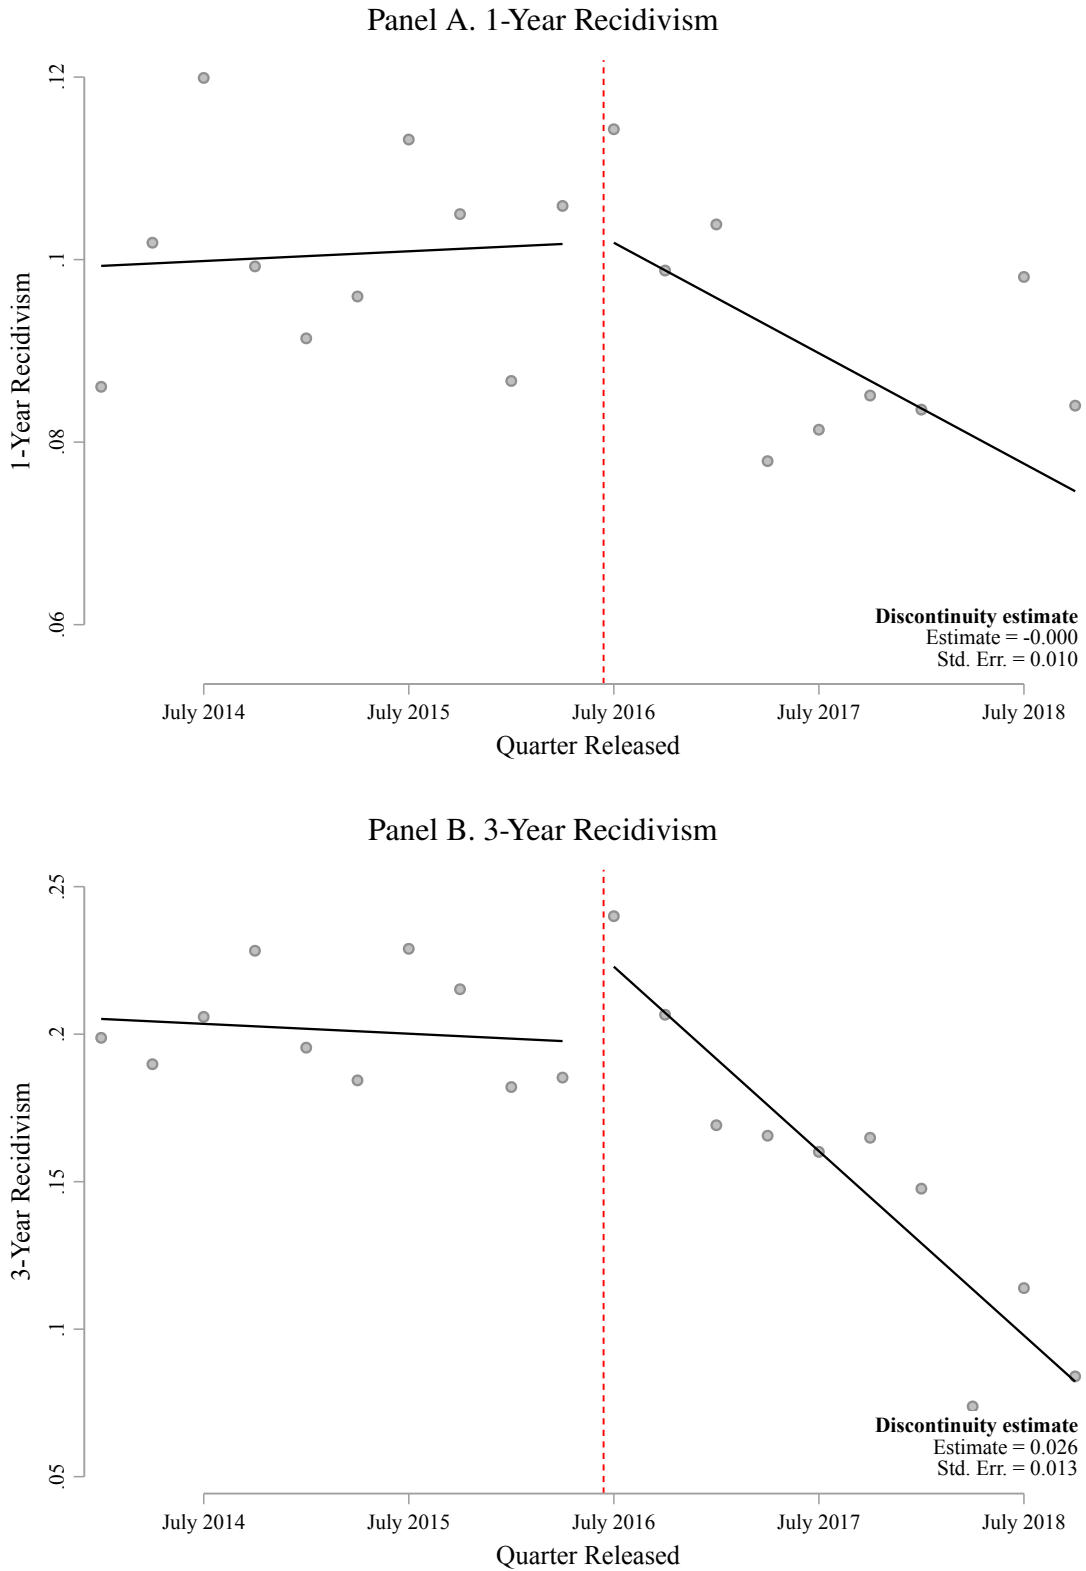 Panel A. 1-Year Recidivism
.12
.1
.08
.06
1-Year Recidivism
Discontinuity estimate
Estimate = -0.000
Std. Err. = 0.010
July 2014
July 2015
July 2016
July 2017
July 2018
Quarter Released
Panel B. 3-Year Recidivism
.25
.2
.15
.1
.05
3-Year Recidivism
Discontinuity estimate
Estimate = 0.026
Std. Err. = 0.013
July 2014
July 2015
July 2016
July 2017
July 2018
Quarter Released